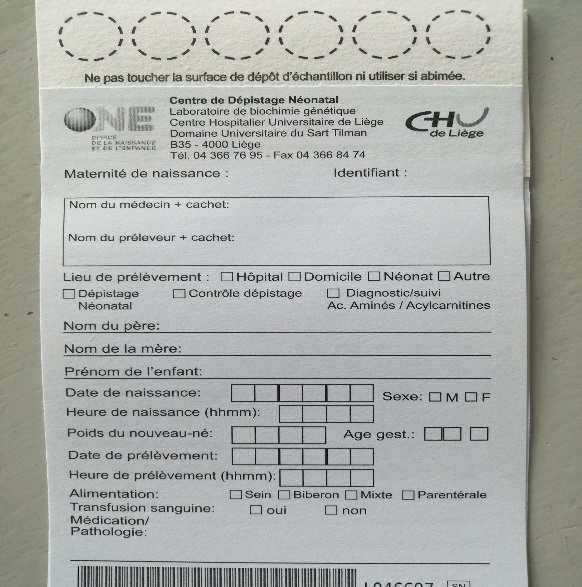 Ne pas toucher la surface de dépôt d'échantillon ni utiliser si abîmée.
ONE
OFFICE
DE LA NAISSANCE
ET DE L'ENFANCE
Centre de Dépistage Néonatal
Laboratoire de biochimie génétique
Centre Hospitalier Universitaire de Liège
Domaine Universitaire du Sart Tilman
B35 - 4000 Liège
Tél. 04 366 76 95 - Fax 04 366 84 74
CHU
de Liège
Maternité de naissance : Identifiant :
Nom du médecin + cachet:
Nom du préleveur + cachet:
Lieu de prélèvement : Hôpital Domicile Néonat Autre
Dépistage Contrôle dépistage Diagnostic/suivi
Néonatal Ac. Aminés / Acylcarnitines
Nom du père:
Nom de la mère:
Prénom de l'enfant:
Date de naissance: Sexe: M F
Heure de naissance (hhmm):
Poids du nouveau-né: Age gest.:
Date de prélèvement:
Heure de prélèvement (hhmm):
Alimentation: Sein Biberon Mixte Parentérale
Transfusion sanguine: oui non
Médication/
Pathologie:
SN